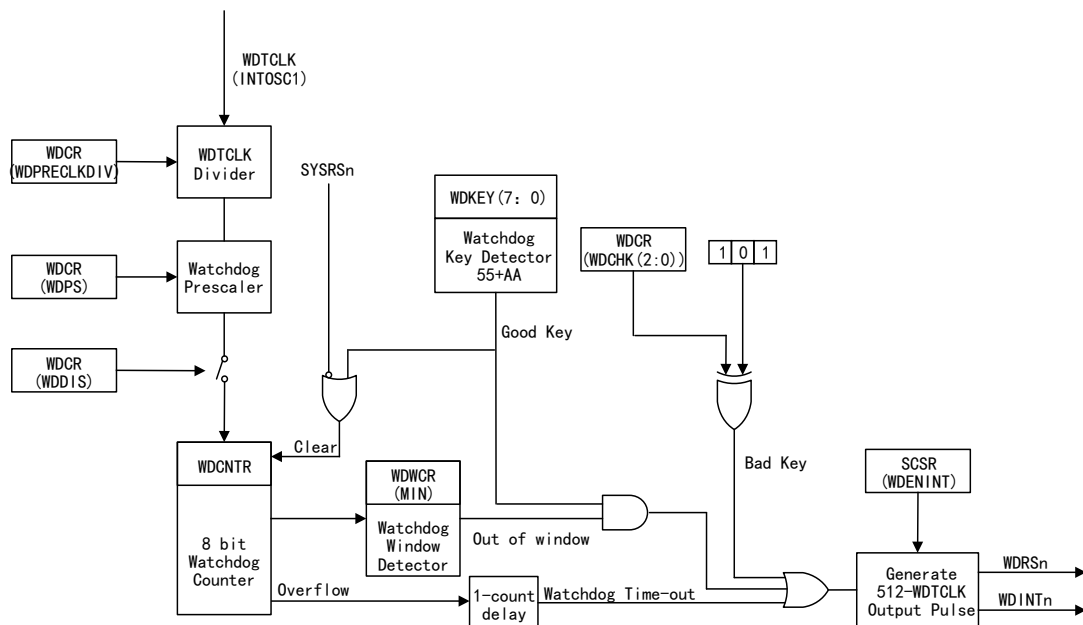 WDTCLK
(INTOSC1)
WDCR
(WDPRECLKDIV)
WDTCLK
Divider
SYSRSn
WDKEY(7: 0)
Watchdog
Key Detector
55+AA
WDCR
(WDCHK(2:0))
1 0 1
WDCR
(WDPS)
Watchdog
Prescaler
Good Key
WDCR
(WDDIS)
Clear
WDCNTR
8 bit
Watchdog
Counter
WDWCR
(MIN)
Watchdog
Window
Detector
Out of window
Bad Key
SCSR
(WDENINT)
Overflow
1-count
delay
Watchdog Time-out
Generate
512-WDTCLK
Output Pulse
WDRSn
WDINTn